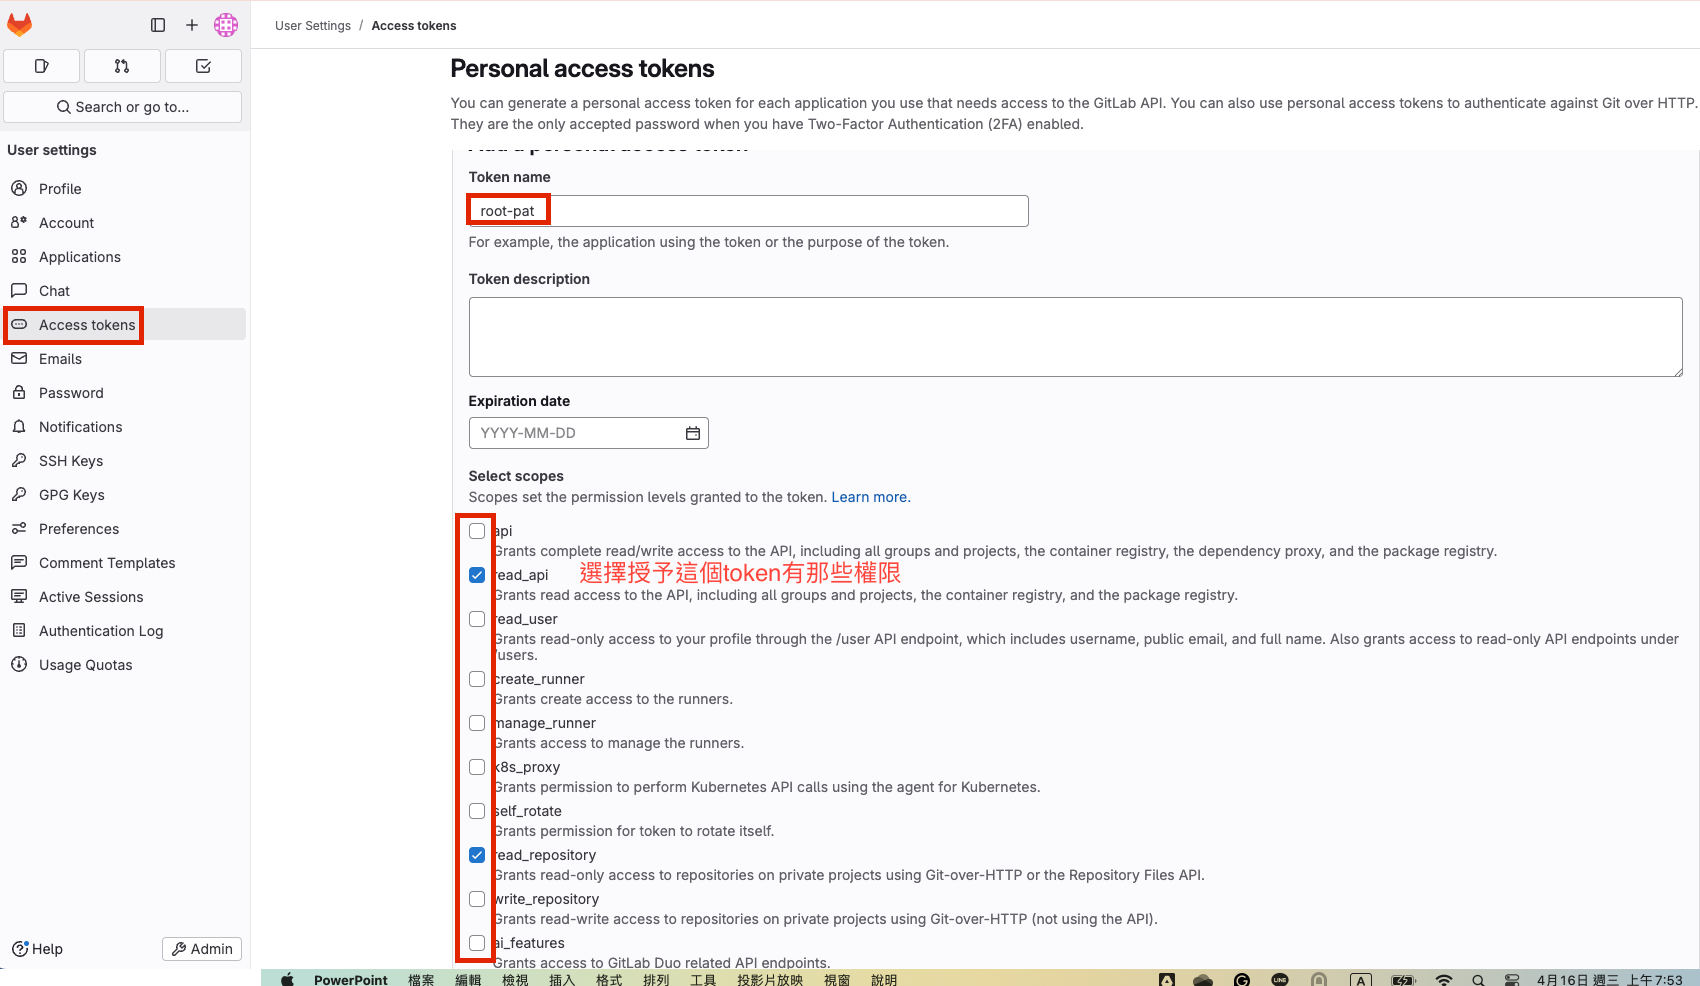 User Settings / Access tokens
Search or go to...
User settings
Profile
Account
Applications
Chat
Access tokens
Emails
Password
Notifications
SSH Keys
GPG Keys
Preferences
Comment Templates
Active Sessions
Authentication Log
Usage Quotas
Help
Admin
Personal access tokens
You can generate a personal access token for each application you use that needs access to the GitLab API. You can also use personal access tokens to authenticate against Git over HTTP.
They are the only accepted password when you have Two-Factor Authentication (2FA) enabled.
Add a personal access token
Token name
root-pat
For example, the application using the token or the purpose of the token.
Token description
Expiration date
YYYY-MM-DD
Select scopes
Scopes set the permission levels granted to the token. Learn more.
api
Grants complete read/write access to the API, including all groups and projects, the container registry, the dependency proxy, and the package registry.
read_api 選擇授予這個token有那些權限
Grants read access to the API, including all groups and projects, the container registry, and the package registry.
read_user
Grants read-only access to your profile through the /user API endpoint, which includes username, public email, and full name. Also grants access to read-only API endpoints under
/users.
create_runner
Grants create access to the runners.
manage_runner
Grants access to manage the runners.
k8s_proxy
Grants permission to perform Kubernetes API calls using the agent for Kubernetes.
self_rotate
Grants permission for token to rotate itself.
read_repository
Grants read-only access to repositories on private projects using Git-over-HTTP or the Repository Files API.
write_repository
Grants read-write access to repositories on private projects using Git-over-HTTP (not using the API).
ai_features
Grants access to GitLab Duo related API endpoints.
PowerPoint 檔案 編輯 檢視 插入 格式 排列 工具 投影片放映 視窗 說明 LINE A 4月16日 週三 上午7:53